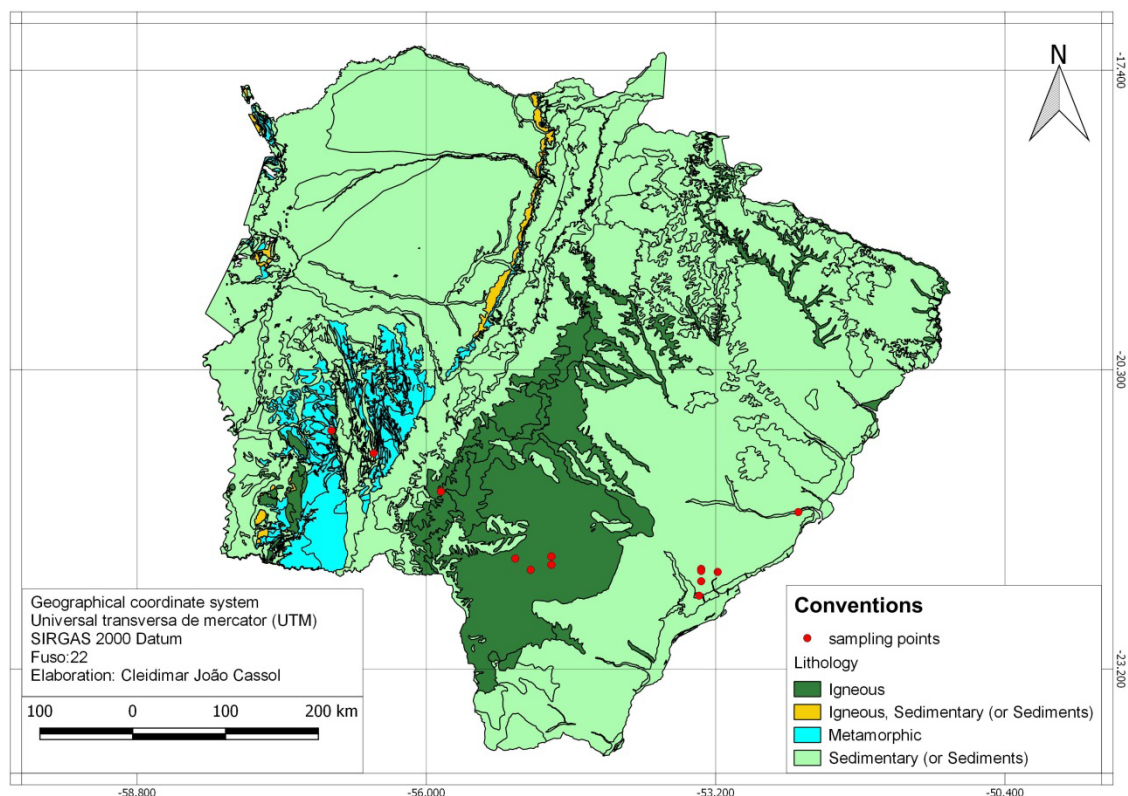 N
-17.400
-20.300
-23.200
Geographical coordinate system
Universal transversa de mercator (UTM)
SIRGAS 2000 Datum
Fuso:22
Elaboration: Cleidimar João Cassol
100 0 100 200 km
Conventions
sampling points
Lithology
Igneous
Igneous, Sedimentary (or Sediments)
Metamorphic
Sedimentary (or Sediments)
-58.800 -56.000 -53.200 -50.400